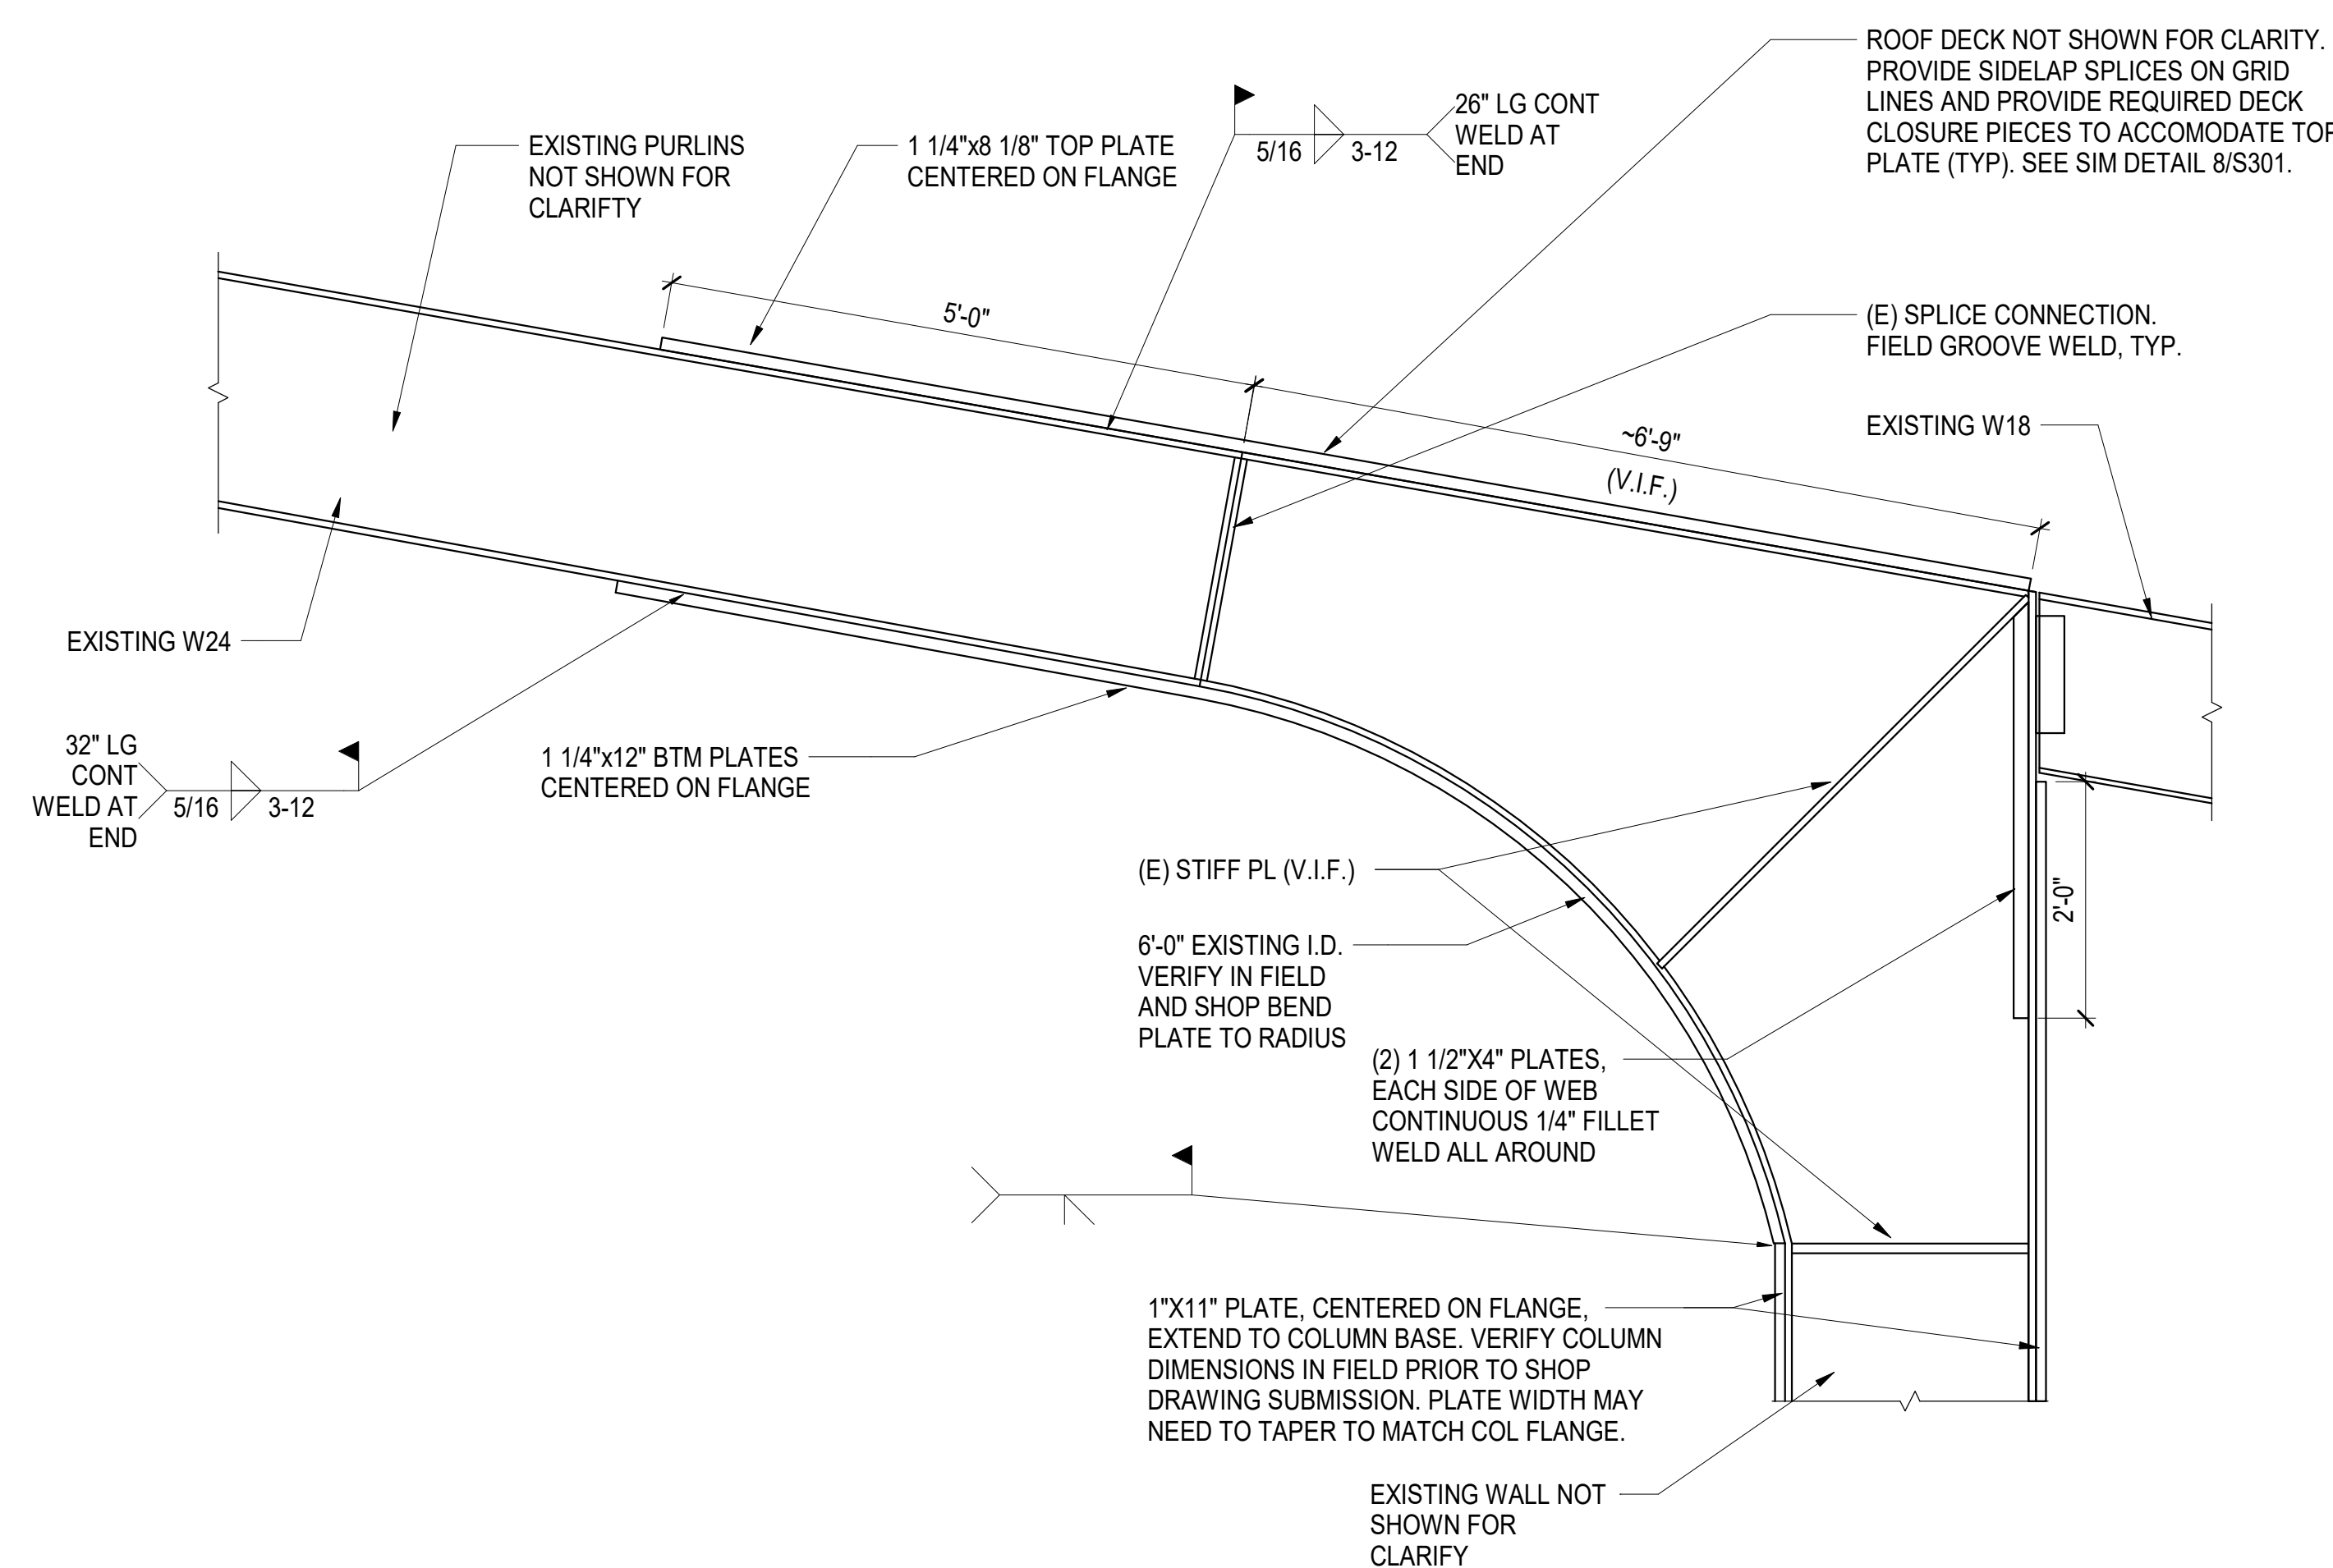 ROOF DECK NOT SHOWN FOR CLARITY.
PROVIDE SIDELAP SPLICES ON GRID
LINES AND PROVIDE REQUIRED DECK
CLOSURE PIECES TO ACCOMODATE TOP
PLATE (TYP). SEE SIM DETAIL 8/S301.
26" LG CONT
WELD AT
END
5/16
3-12
EXISTING PURLINS
NOT SHOWN FOR
CLARIFTY
1 1/4"x8 1/8" TOP PLATE
CENTERED ON FLANGE
5'-0"
(E) SPLICE CONNECTION.
FIELD GROOVE WELD, TYP.
EXISTING W18
~6'-9"
(V.I.F.)
EXISTING W24
32" LG
CONT
WELD AT
END
5/16
3-12
1 1/4"x12" BTM PLATES
CENTERED ON FLANGE
(E) STIFF PL (V.I.F.)
2'-0"
6'-0" EXISTING I.D.
VERIFY IN FIELD
AND SHOP BEND
PLATE TO RADIUS
(2) 1 1/2"X4" PLATES,
EACH SIDE OF WEB
CONTINUOUS 1/4" FILLET
WELD ALL AROUND
1"X11" PLATE, CENTERED ON FLANGE,
EXTEND TO COLUMN BASE. VERIFY COLUMN
DIMENSIONS IN FIELD PRIOR TO SHOP
DRAWING SUBMISSION. PLATE WIDTH MAY
NEED TO TAPER TO MATCH COL FLANGE.
EXISTING WALL NOT
SHOWN FOR
CLARIFY